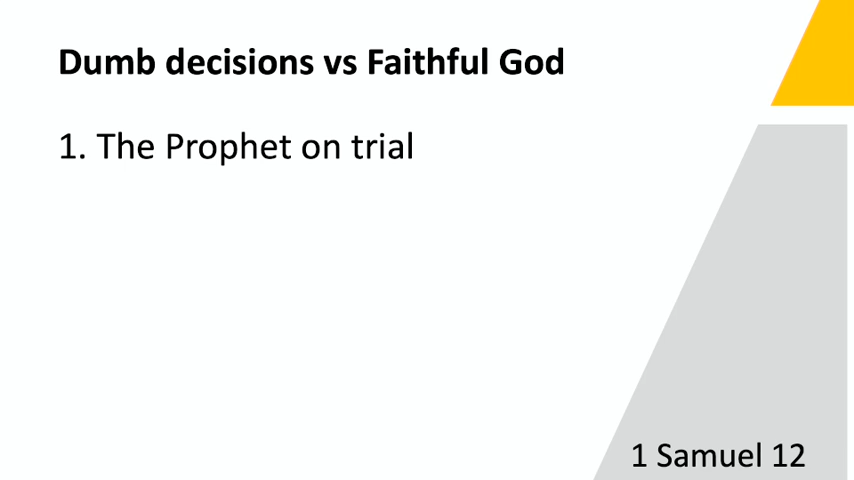 Dumb decisions vs Faithful God
1. The Prophet on trial
1 Samuel 12